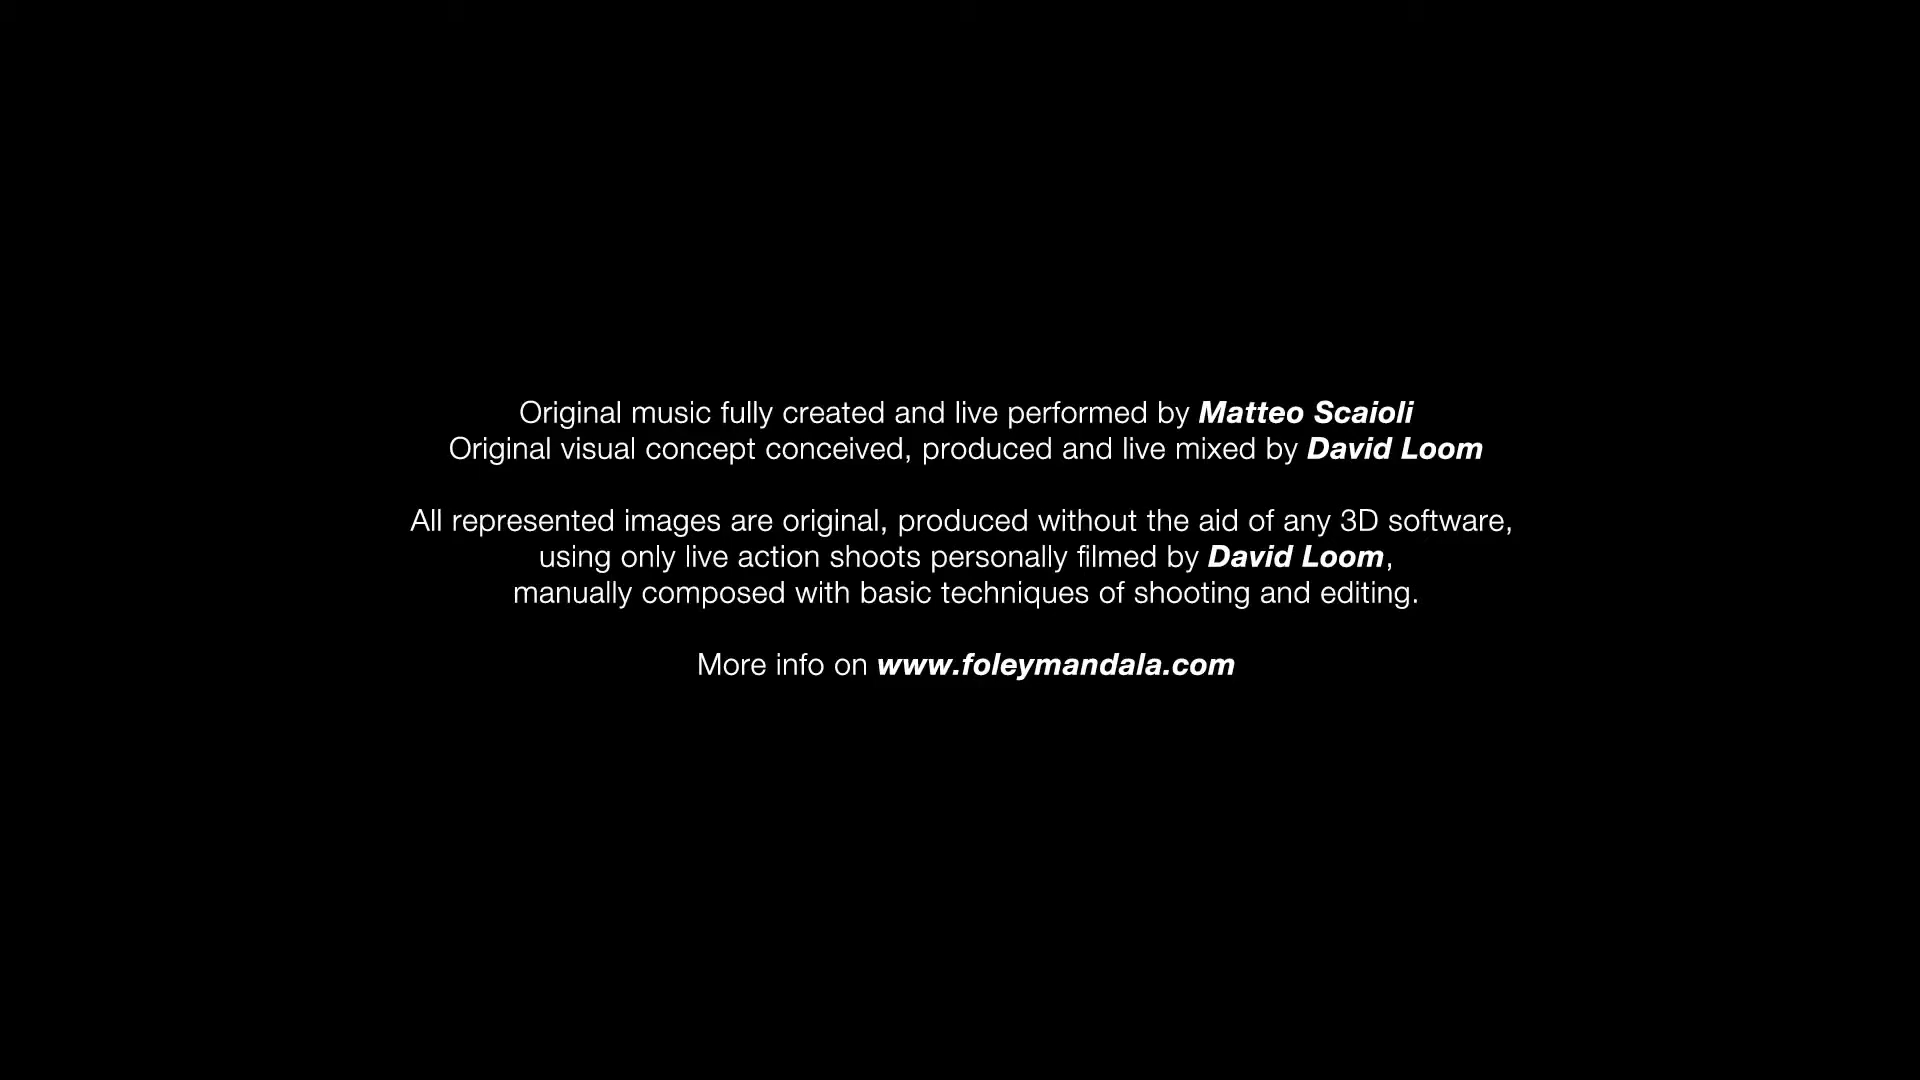 Original music fully created and live performed by Matteo Scaioli
Original visual concept conceived, produced and live mixed by David Loom
All represented images are original, produced without the aid of any 3D software,
using only live action shoots personally filmed by David Loom,
manually composed with basic techniques of shooting and editing.
More info on www.foleymandala.com